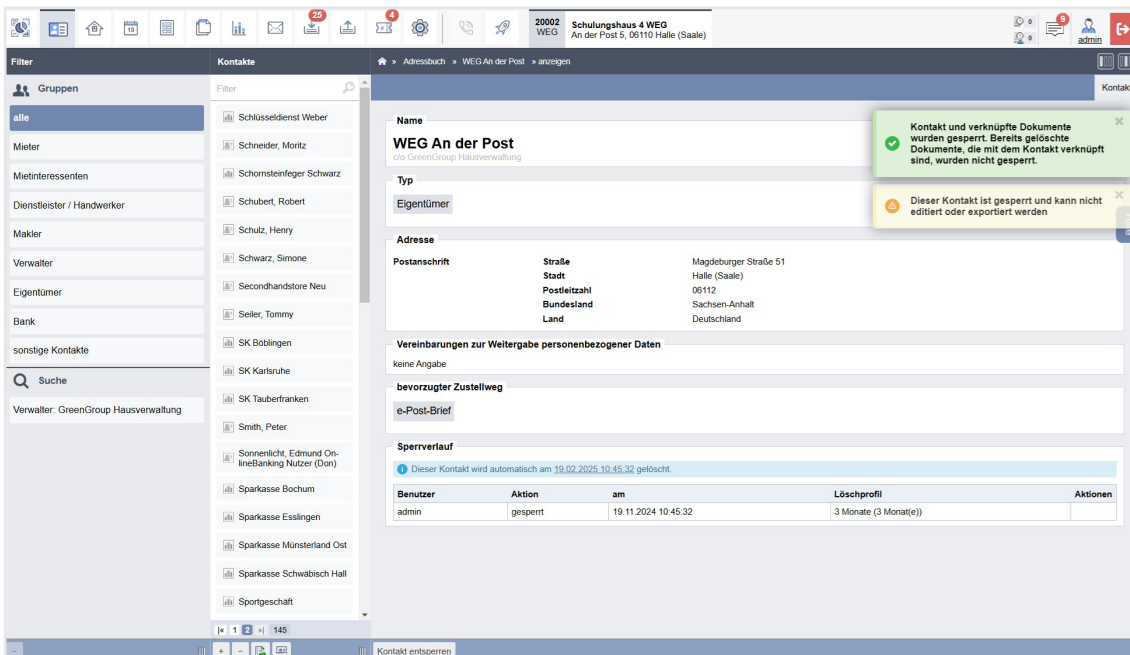 25
4
20002
WEG
Schulungshaus 4 WEG
An der Post 5, 06110 Halle (Saale)
0
0
9
admin
19
Filter
Kontakte
» Adressbuch » WEG An der Post » anzeigen
Gruppen
alle
Mieter
Mietinteressenten
Dienstleister / Handwerker
Makler
Verwalter
Eigentümer
Bank
sonstige Kontakte
Suche
Verwalter: GreenGroup Hausverwaltung
Filter
Schlüsseldienst Weber
Schneider, Moritz
Schornsteinfeger Schwarz
Schubert, Robert
Schulz, Henry
Schwarz, Simone
Secondhandstore Neu
Seiler, Tommy
SK Böblingen
SK Karlsruhe
SK Tauberfranken
Smith, Peter
Sonnenlicht, Edmund On-
lineBanking Nutzer (Don)
Sparkasse Bochum
Sparkasse Esslingen
Sparkasse Münsterland Ost
Sparkasse Schwäbisch Hall
Sportgeschäft
|« 1 2 »| 145
Kontakt
Kontakt und verknüpfte Dokumente
wurden gesperrt. Bereits gelöschte
Dokumente, die mit dem Kontakt verknüpft
sind, wurden nicht gesperrt.
Dieser Kontakt ist gesperrt und kann nicht
editiert oder exportiert werden
Name
WEG An der Post
c/o GreenGroup Hausverwaltung
Typ
Eigentümer
Adresse
Postanschrift Straße Magdeburger Straße 51
Stadt Halle (Saale)
Postleitzahl 06112
Bundesland Sachsen-Anhalt
Land Deutschland
Vereinbarungen zur Weitergabe personenbezogener Daten
keine Angabe
bevorzugter Zustellweg
e-Post-Brief
Sperrverlauf
Dieser Kontakt wird automatisch am 19.02.2025 10:45:32 gelöscht.
Benutzer Aktion am Löschprofil Aktionen
admin gesperrt 19.11.2024 10:45:32 3 Monate (3 Monat(e))
Kontakt entsperren